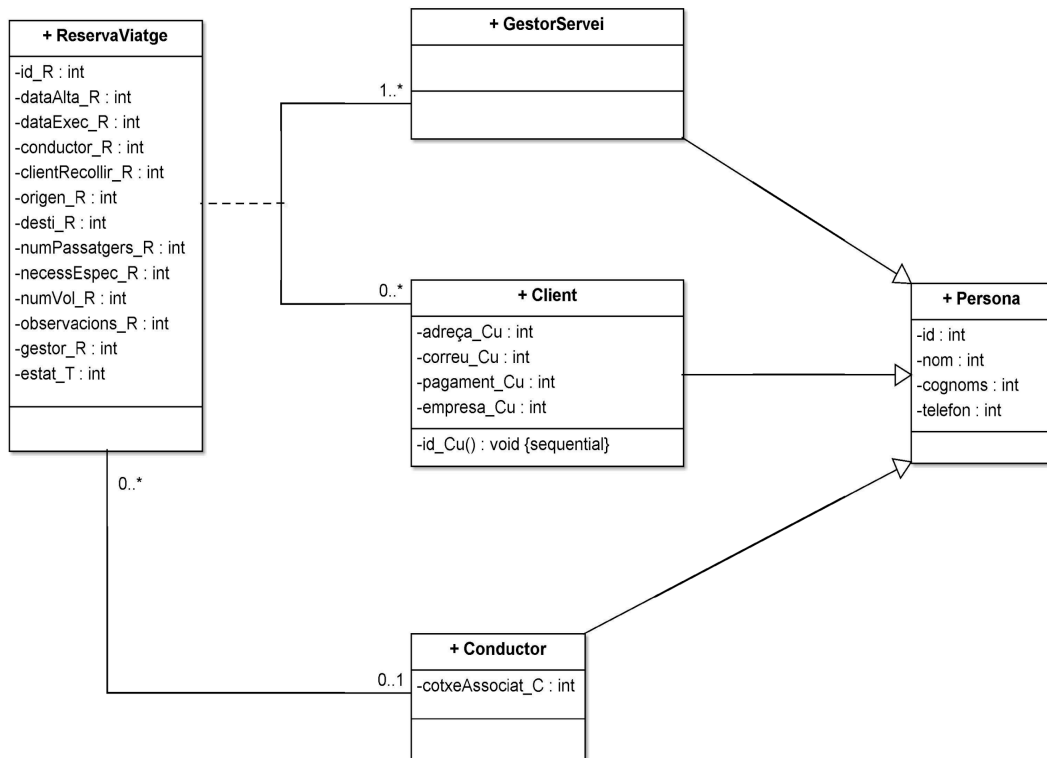 + ReservaViatge
-id_R : int
-dataAlta_R : int
-dataExec_R : int
-conductor_R : int
-clientRecollir_R : int
-origen_R : int
-desti_R : int
-numPassatgers_R : int
-necessEspec_R : int
-numVol_R : int
-observacions_R : int
-gestor_R : int
-estat_T : int
0..*
+ GestorServei
1..*
0..*
+ Client
-adreça_Cu : int
-correu_Cu : int
-pagament_Cu : int
-empresa_Cu : int
-id_Cu() : void {sequential}
+ Persona
-id : int
-nom : int
-cognoms : int
-telefon : int
0..1
+ Conductor
-cotxeAssociat_C : int